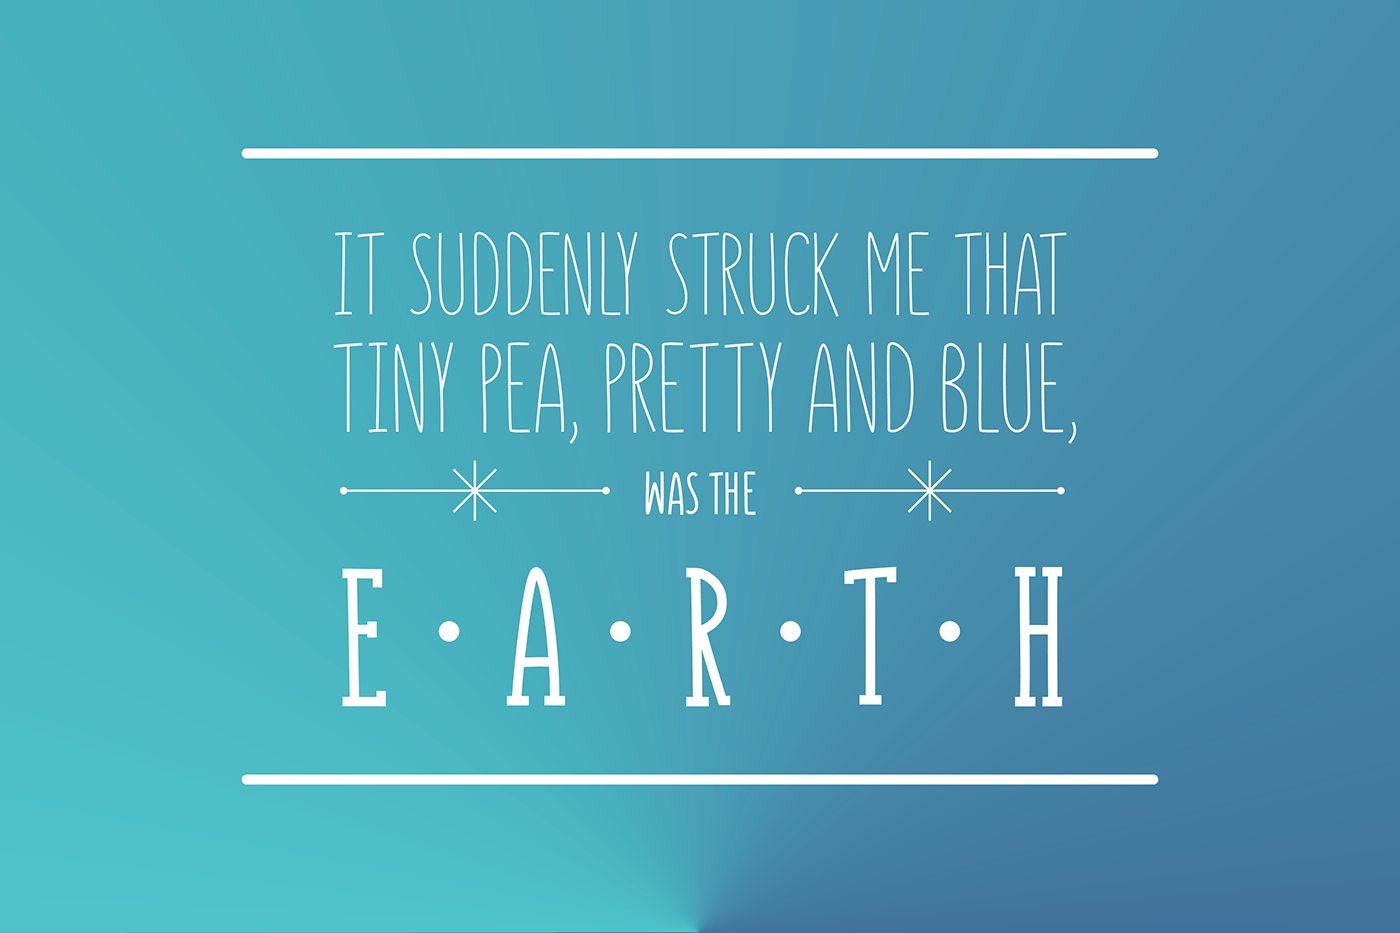 IT SUDDENLY STRUCK ME THAT
TINY PEA, PRETTY AND BLUE,
WAS THE
E•A•R•T•H